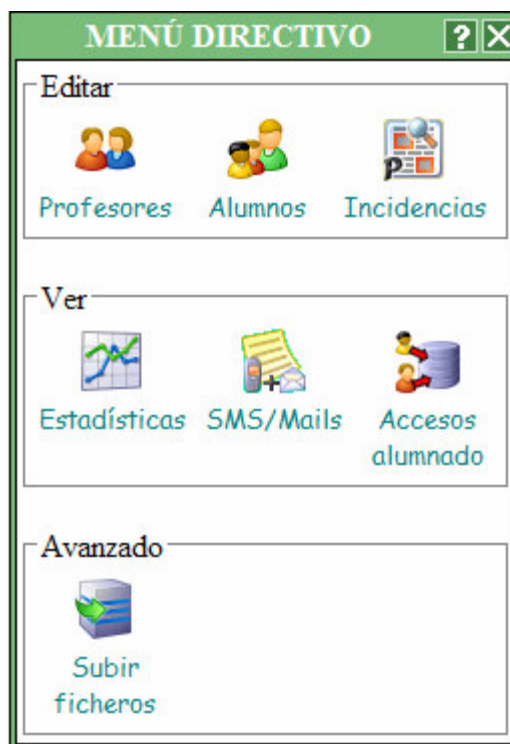 MENÚ DIRECTIVO ?
Editar
Profesores Alumnos Incidencias
Ver
Estadísticas SMS/Mails Accesos alumnado
Avanzado
Subir
ficheros